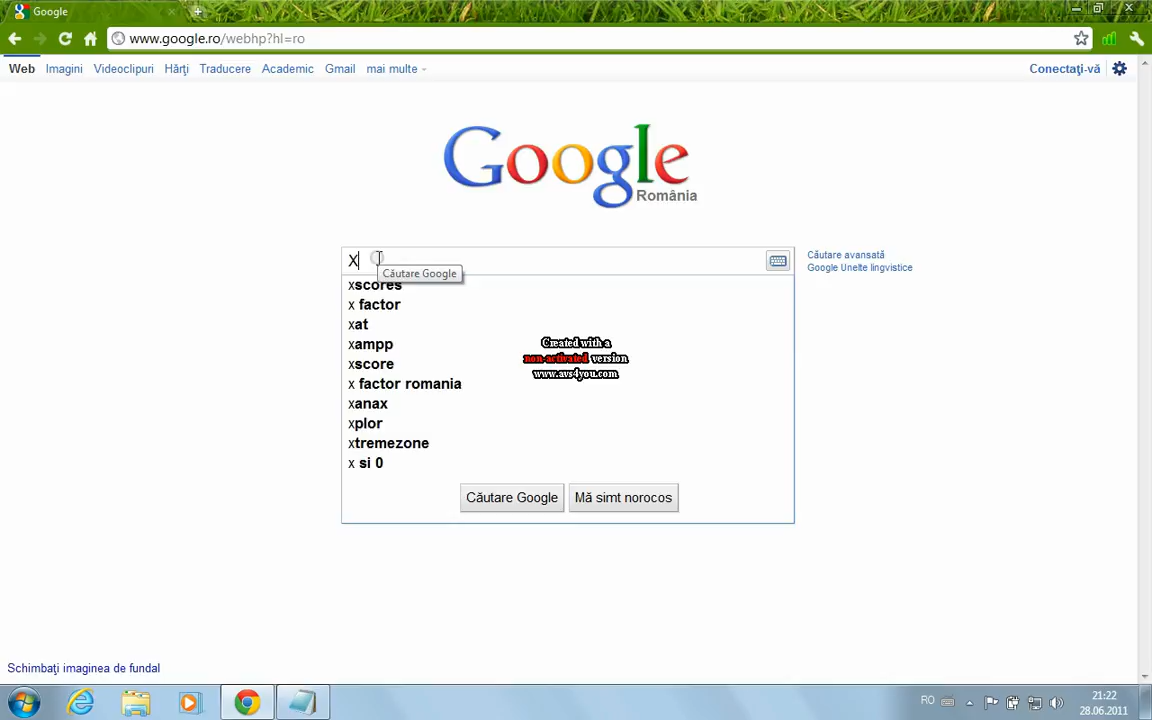 Google
www.google.ro/webhp?hl=ro
Web Imagini Videoclipuri Hărţi Traducere Academic Gmail mai multe Conectaţi-vă
Google
România
X
Căutare Google
Căutare avansată
Google Unelte lingvistice
xscores
x factor
xat
xampp
xscore
x factor romania
xanax
xplor
xtremezone
x si 0
Created with a
non-activated version
www.avs4you.com
Căutare Google Mă simt norocos
Schimbaţi imaginea de fundal
RO
21:22
28.06.2011